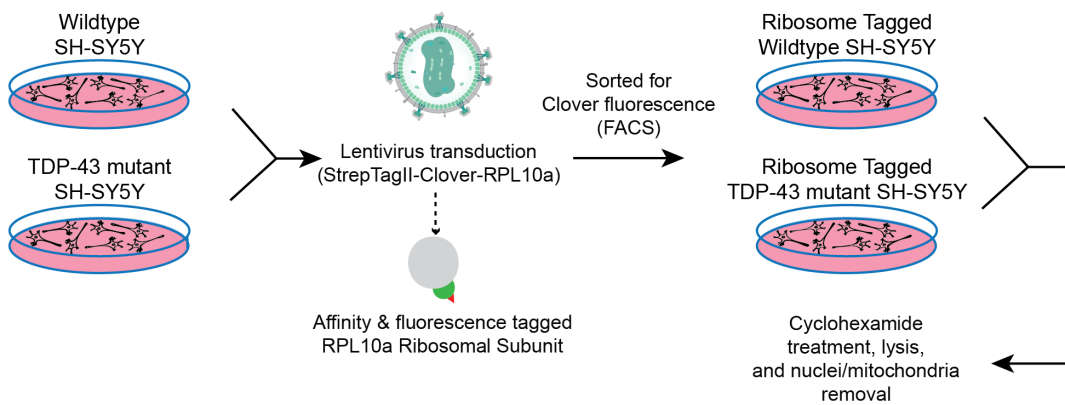 Wildtype
SH-SY5Y
TDP-43 mutant
SH-SY5Y
Lentivirus transduction
(StrepTagII-Clover-RPL10a)
Affinity & fluorescence tagged
RPL10a Ribosomal Subunit
Sorted for
Clover fluorescence
(FACS)
Ribosome Tagged
Wildtype SH-SY5Y
Ribosome Tagged
TDP-43 mutant SH-SY5Y
Cyclohexamide
treatment, lysis,
and nuclei/mitochondria
removal